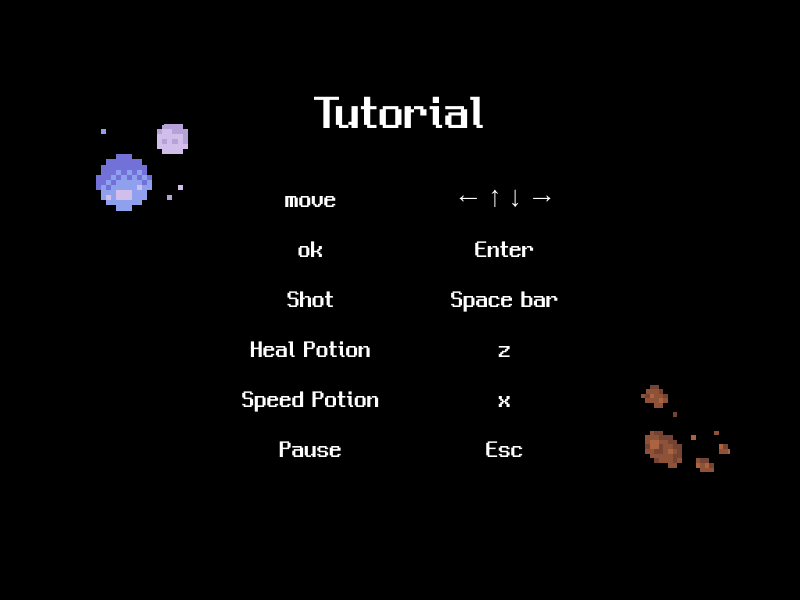 Tutorial
move ← ↑ ↓ →
ok Enter
Shot Space bar
Heal Potion z
Speed Potion x
Pause Esc